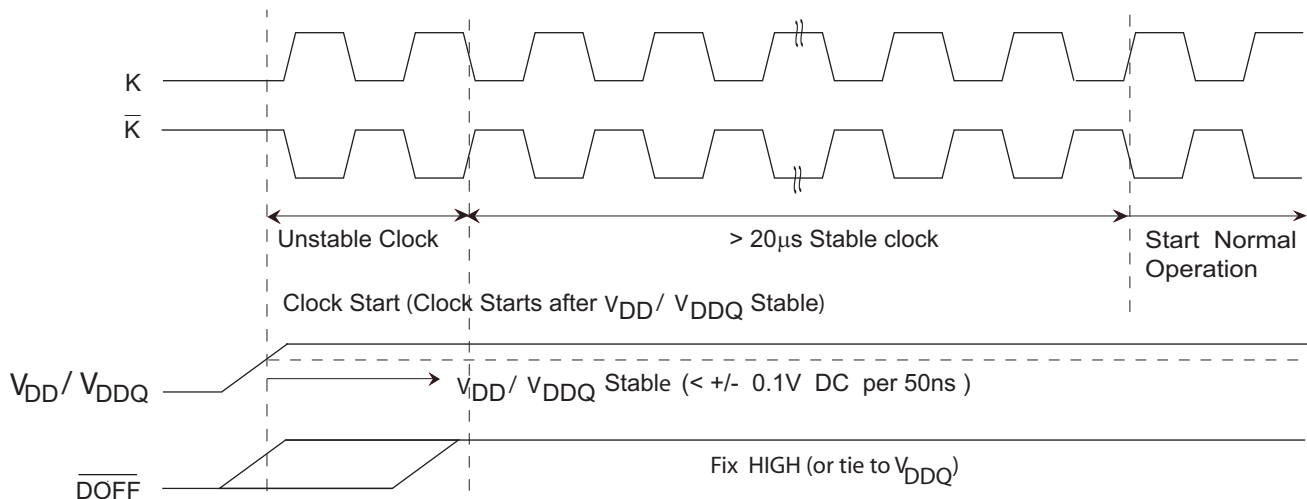 K
K̅
Unstable Clock
> 20μs Stable clock
Start Normal
Operation
Clock Start (Clock Starts after VDD / VDDQ Stable)
VDD / VDDQ
VDD / VDDQ Stable (< +/- 0.1V DC per 50ns )
D̅O̅F̅F̅
Fix HIGH (or tie to VDDQ)